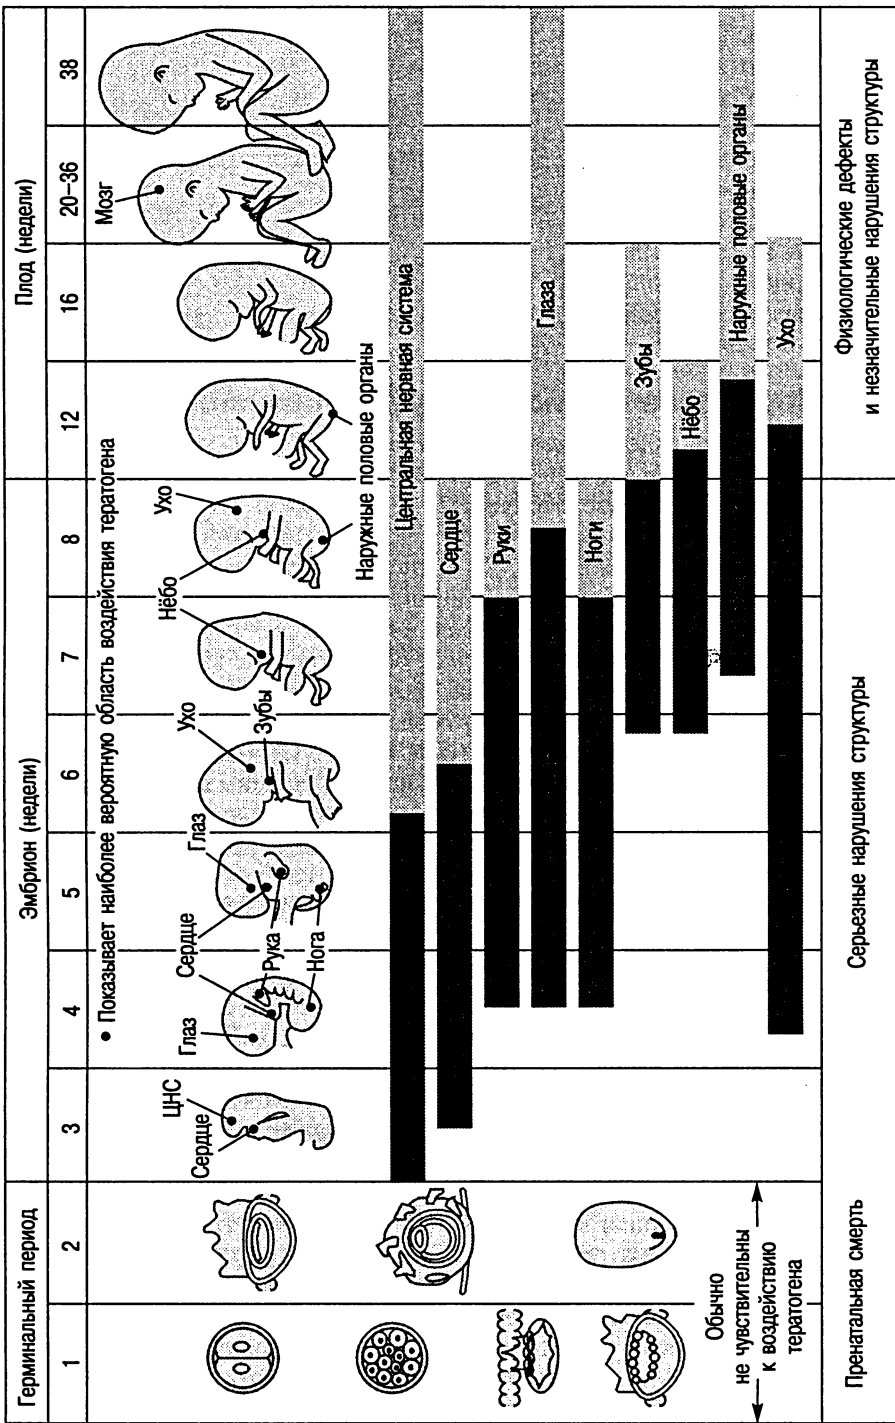 Герминальный период
Эмбрион (недели)
Плод (недели)
1
2
3
4
5
6
7
8
12
16
20–36
38
• Показывает наиболее вероятную область воздействия тератогена
ЦНС
Сердце
Глаз
Сердце
Рука
Нога
Глаз
Ухо
Зубы
Нёбо
Ухо
Наружные половые органы
Мозг
Центральная нервная система
Сердце
Руки
Глаза
Ноги
Зубы
Нёбо
Наружные половые органы
Ухо
Обычно
не чувствительны
к воздействию
тератогена
Пренатальная смерть
Серьезные нарушения структуры
Физиологические дефекты
и незначительные нарушения структуры